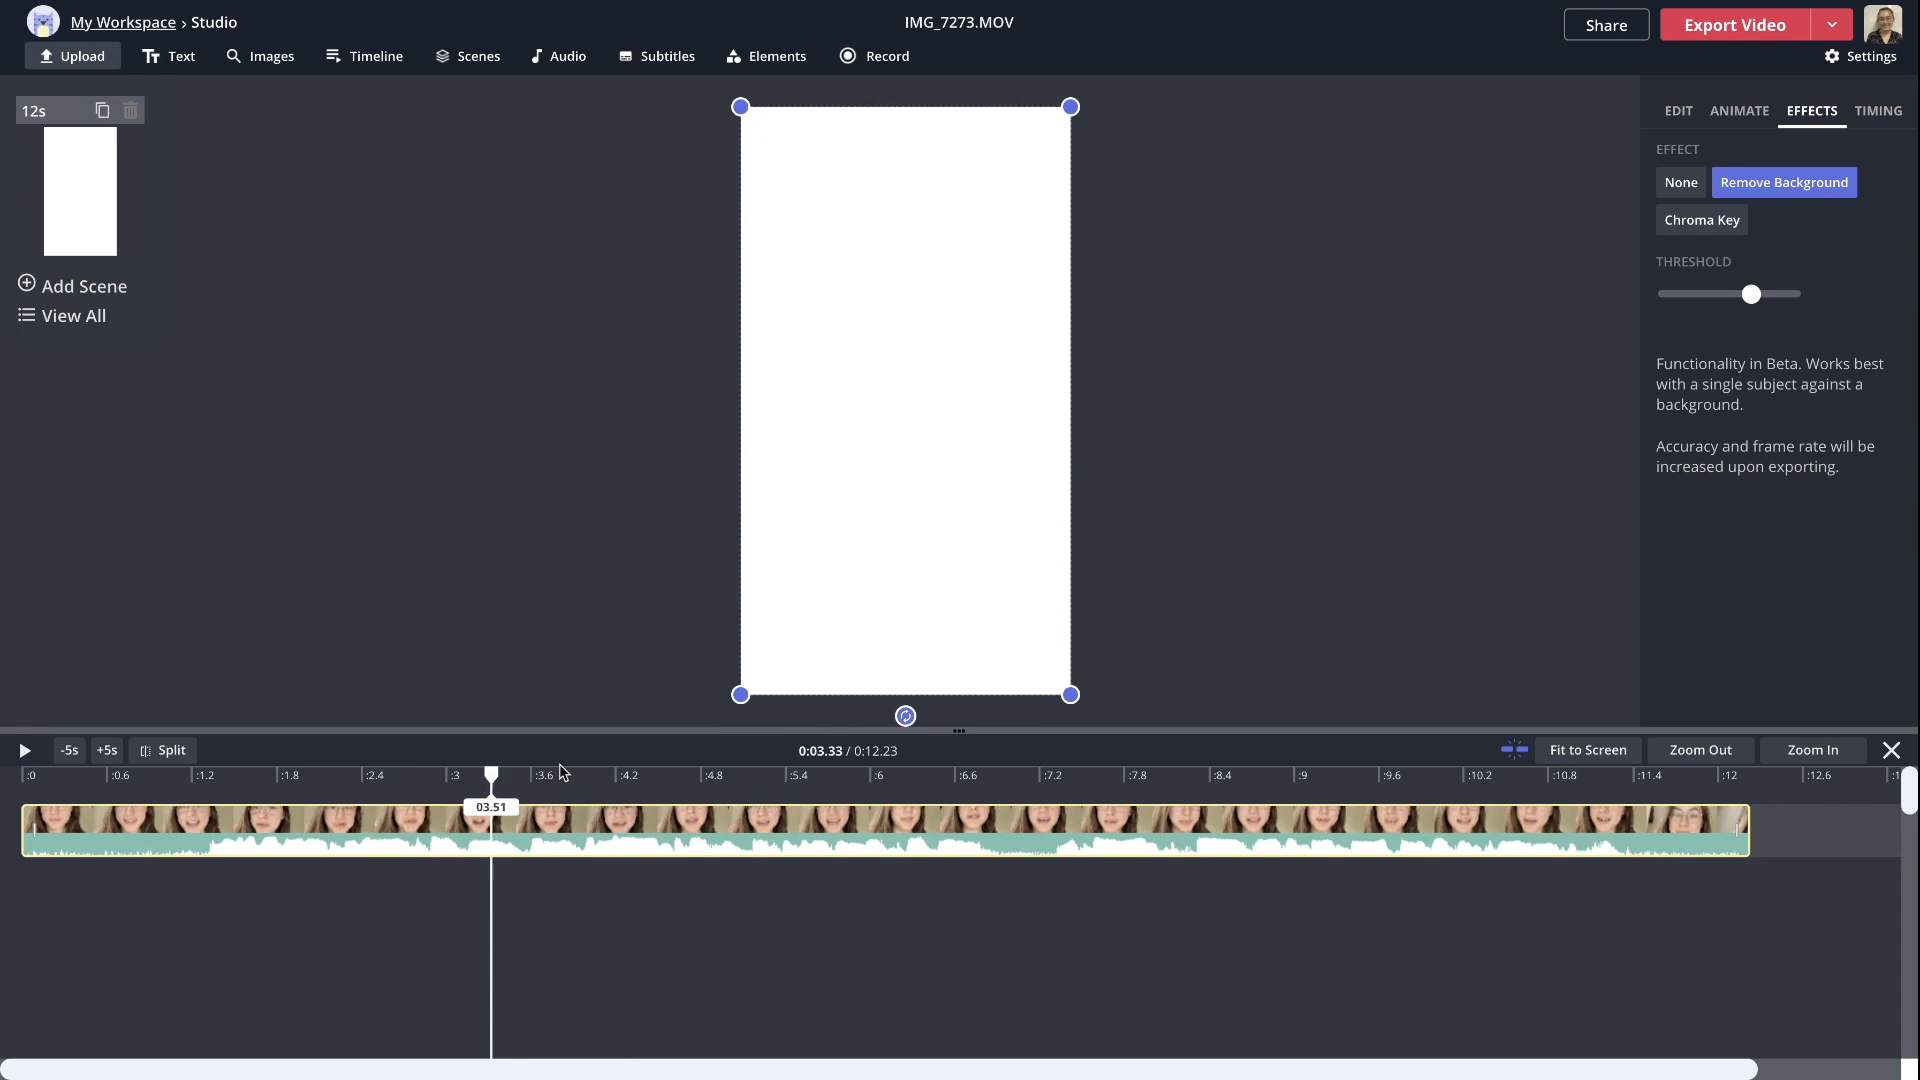 My Workspace › Studio
IMG_7273.MOV
Share
Export Video
Upload
Text
Images
Timeline
Scenes
Audio
Subtitles
Elements
Record
Settings
12s
Add Scene
View All
EDIT
ANIMATE
EFFECTS
TIMING
EFFECT
None
Remove Background
Chroma Key
THRESHOLD
Functionality in Beta. Works best
with a single subject against a
background.
Accuracy and frame rate will be
increased upon exporting.
-5s
+5s
Split
0:03.33 / 0:12.23
Fit to Screen
Zoom Out
Zoom In
:0 :0.6 :1.2 :1.8 :2.4 :3 :3.6 :4.2 :4.8 :5.4 :6 :6.6 :7.2 :7.8 :8.4 :9 :9.6 :10.2 :10.8 :11.4 :12 :12.6
03.51